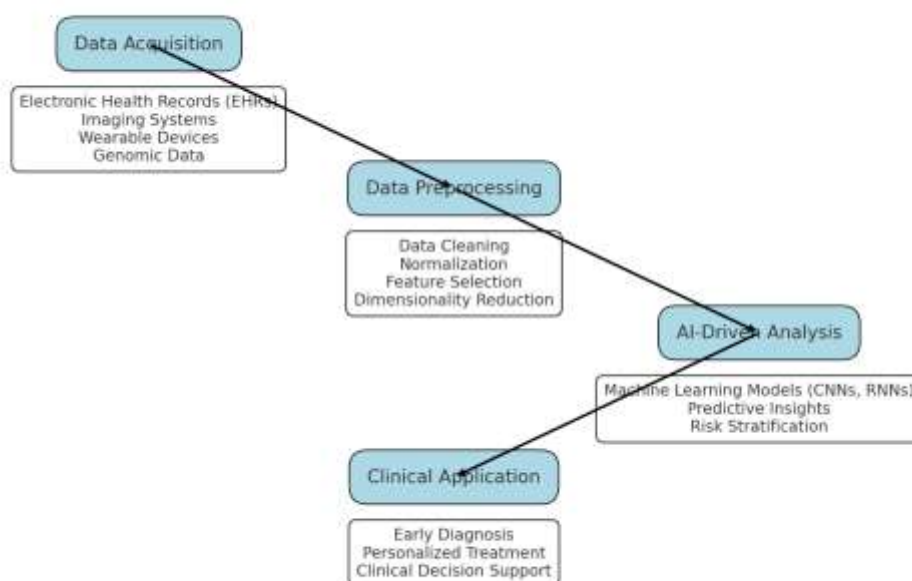 Data Acquisition
Electronic Health Records (EHRs)
Imaging Systems
Wearable Devices
Genomic Data
Data Preprocessing
Data Cleaning
Normalization
Feature Selection
Dimensionality Reduction
AI-Driven Analysis
Machine Learning Models (CNNs, RNNs)
Predictive Insights
Risk Stratification
Clinical Application
Early Diagnosis
Personalized Treatment
Clinical Decision Support